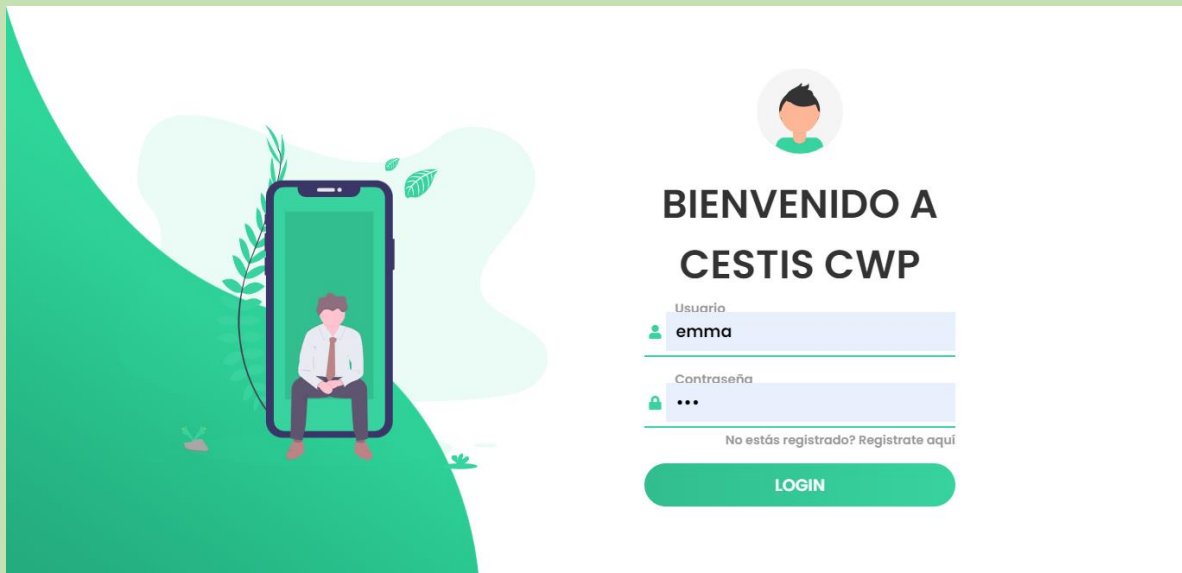 BIENVENIDO A
CESTIS CWP
Usuario
emma
Contraseña
•••
No estás registrado? Registrate aquí
LOGIN